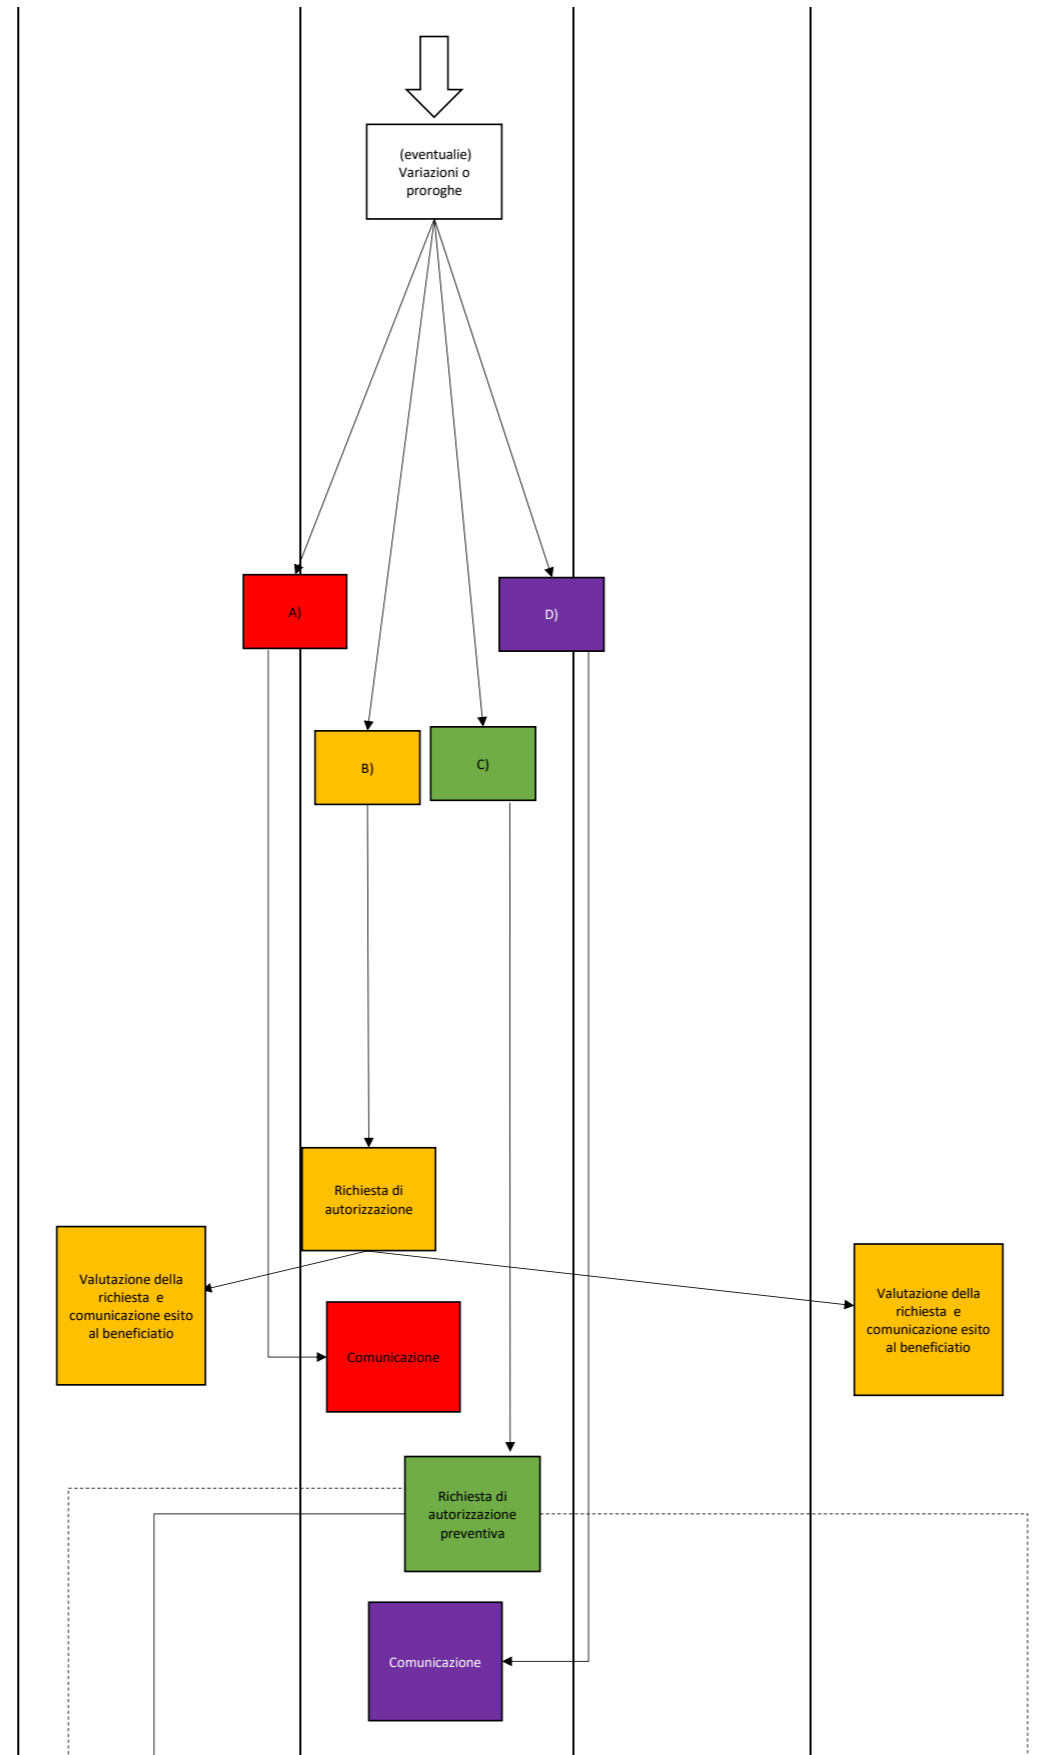 (eventualie)
Variazioni o
proroghe
A)
D)
B)
C)
Richiesta di
autorizzazione
Valutazione della
richiesta e
comunicazione esito
al beneficiatio
Valutazione della
richiesta e
comunicazione esito
al beneficiatio
Comunicazione
Richiesta di
autorizzazione
preventiva
Comunicazione